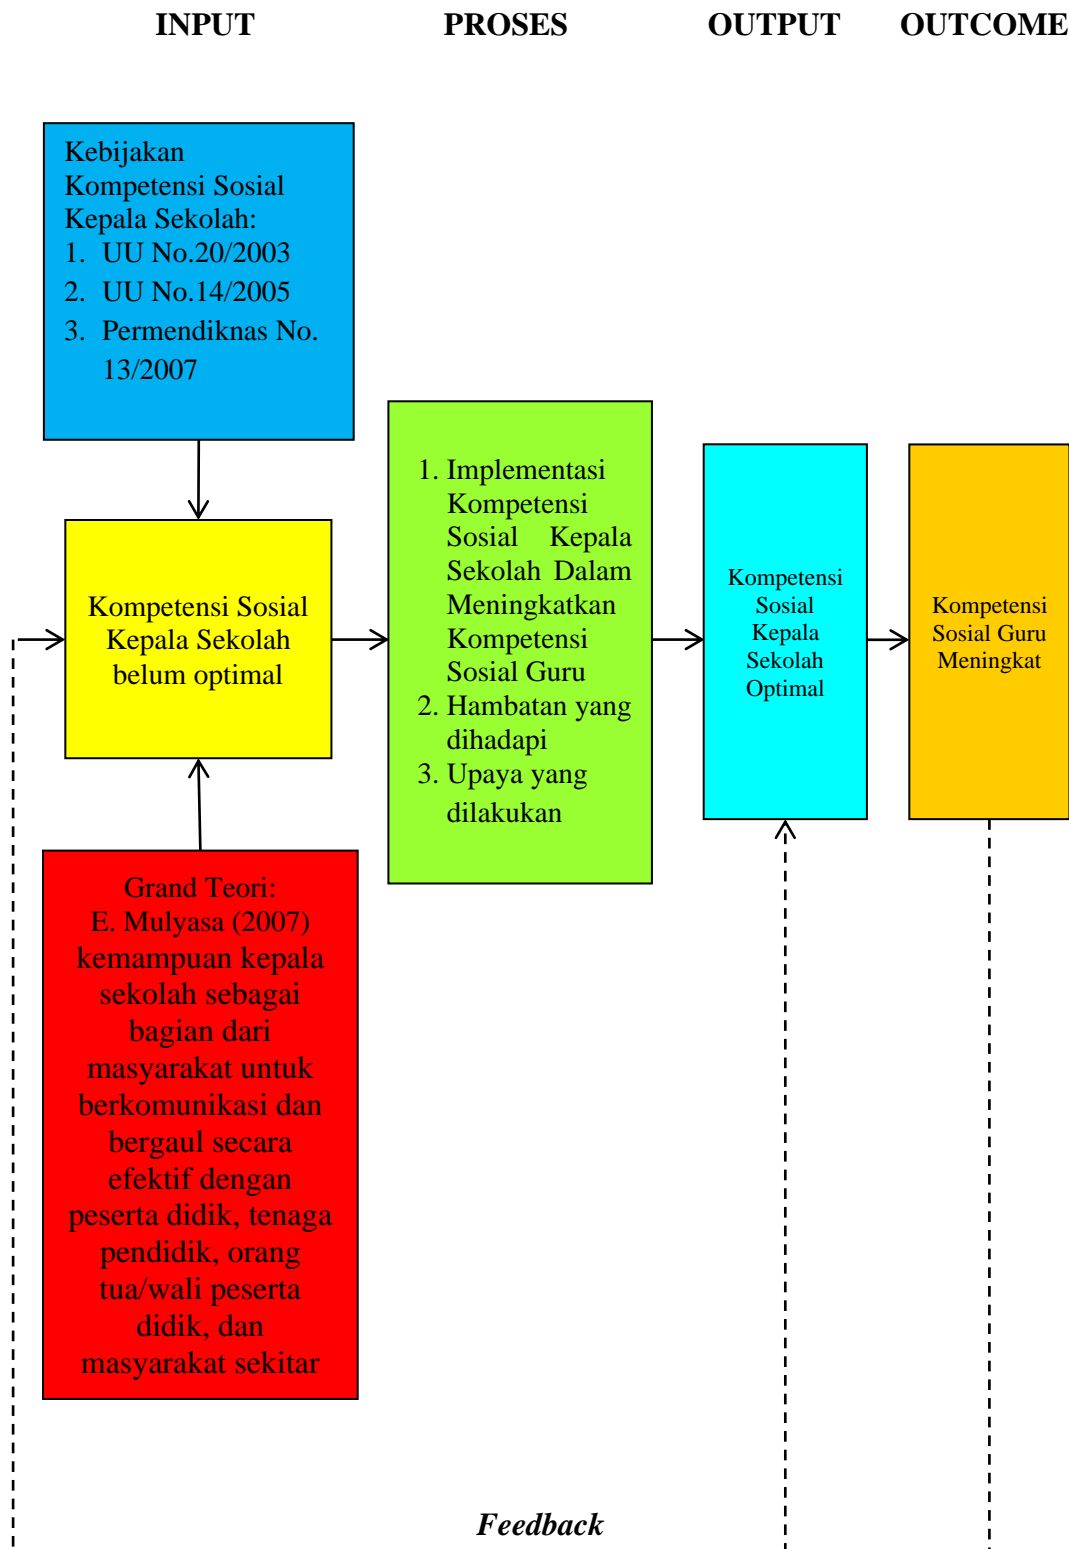 INPUT PROSES OUTPUT OUTCOME
Kebijakan
Kompetensi Sosial
Kepala Sekolah:
1. UU No.20/2003
2. UU No.14/2005
3. Permendiknas No.
13/2007
Kompetensi Sosial
Kepala Sekolah
belum optimal
Grand Teori:
E. Mulyasa (2007)
kemampuan kepala
sekolah sebagai
bagian dari
masyarakat untuk
berkomunikasi dan
bergaul secara
efektif dengan
peserta didik, tenaga
pendidik, orang
tua/wali peserta
didik, dan
masyarakat sekitar
1. Implementasi
Kompetensi
Sosial Kepala
Sekolah Dalam
Meningkatkan
Kompetensi
Sosial Guru
2. Hambatan yang
dihadapi
3. Upaya yang
dilakukan
Kompetensi
Sosial
Kepala
Sekolah
Optimal
Kompetensi
Sosial Guru
Meningkat
Feedback